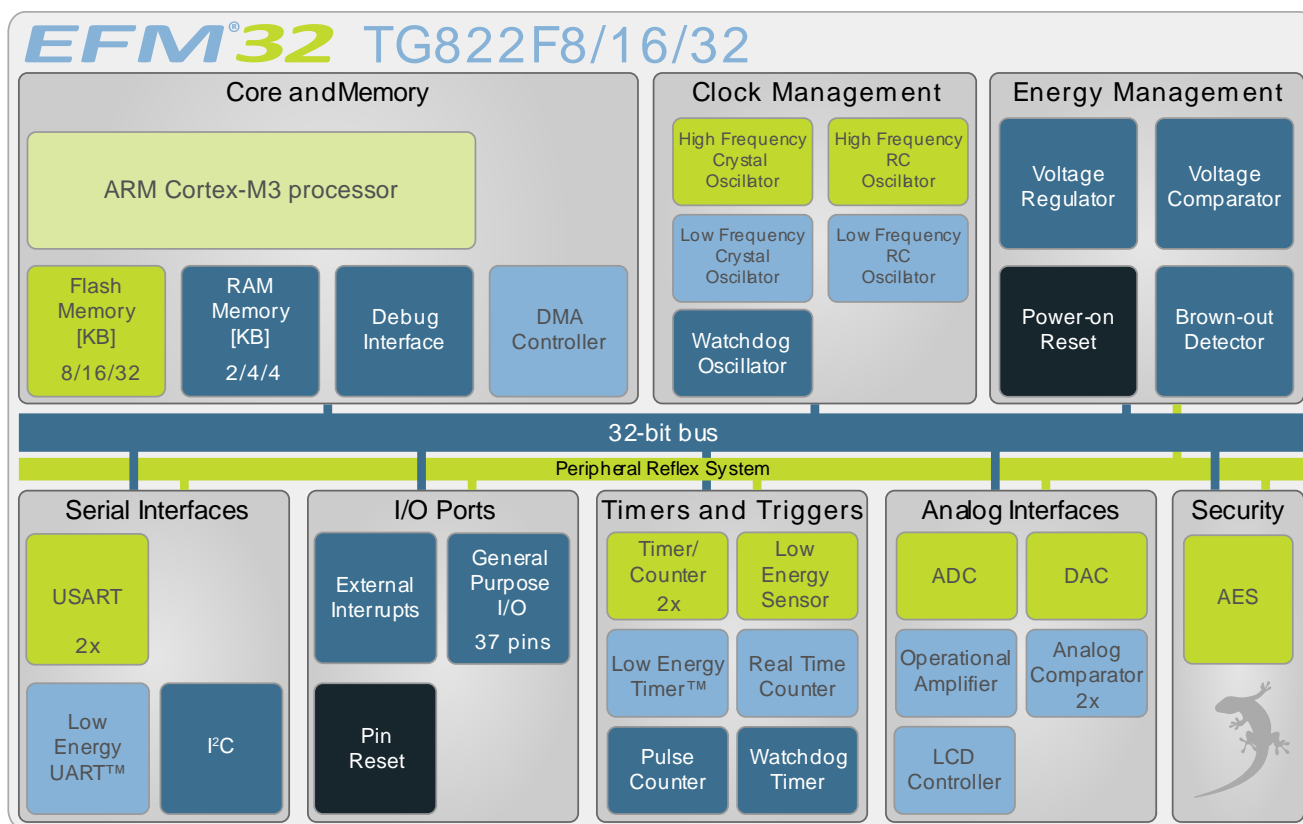 EFM®32 TG822F8/16/32
Core and Memory
ARM Cortex-M3 processor
Flash
Memory
[KB]
8/16/32
RAM
Memory
[KB]
2/4/4
Debug
Interface
DMA
Controller
Clock Management
High Frequency
Crystal
Oscillator
High Frequency
RC
Oscillator
Low Frequency
Crystal
Oscillator
Low Frequency
RC
Oscillator
Watchdog
Oscillator
Energy Management
Voltage
Regulator
Voltage
Comparator
Power-on
Reset
Brown-out
Detector
32-bit bus
Peripheral Reflex System
Serial Interfaces
USART
2x
Low
Energy
UART™
I²C
I/O Ports
External
Interrupts
General
Purpose
I/O
37 pins
Pin
Reset
Timers and Triggers
Timer/
Counter
2x
Low
Energy
Sensor
Low Energy
Timer™
Real Time
Counter
Pulse
Counter
Watchdog
Timer
Analog Interfaces
ADC
DAC
Operational
Amplifier
Analog
Comparator
2x
LCD
Controller
Security
AES